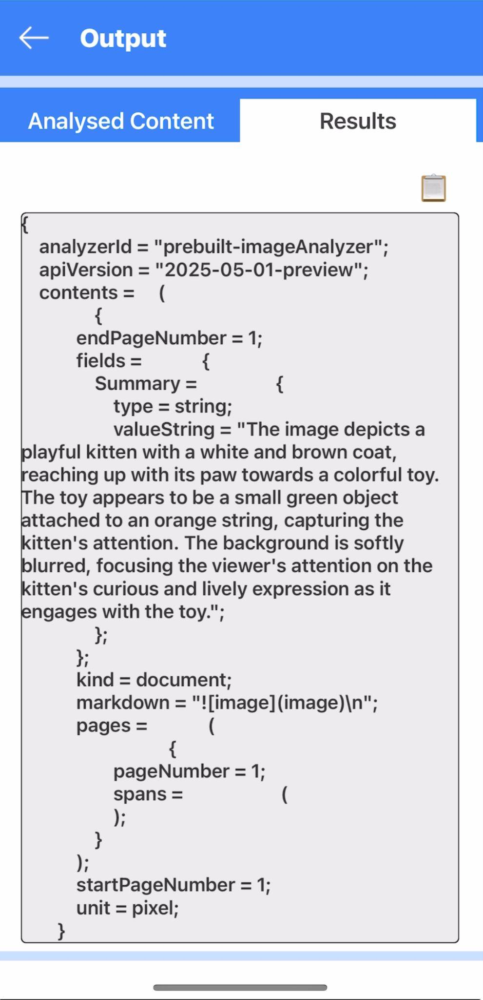 Output
Analysed Content
Results
{
analyzerId = "prebuilt-imageAnalyzer";
apiVersion = "2025-05-01-preview";
contents = (
{
endPageNumber = 1;
fields = {
Summary = {
type = string;
valueString = "The image depicts a
playful kitten with a white and brown coat,
reaching up with its paw towards a colorful toy.
The toy appears to be a small green object
attached to an orange string, capturing the
kitten's attention. The background is softly
blurred, focusing the viewer's attention on the
kitten's curious and lively expression as it
engages with the toy.";
};
};
kind = document;
markdown = "![image](image)\n";
pages = (
{
pageNumber = 1;
spans = (
);
}
);
startPageNumber = 1;
unit = pixel;
}